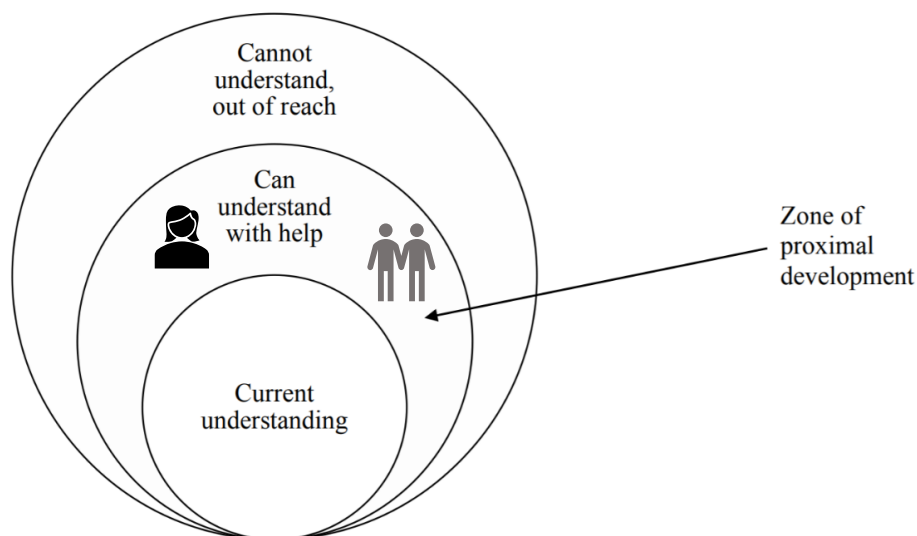 Cannot
understand,
out of reach
Can
understand
with help
Zone of
proximal
development
Current
understanding